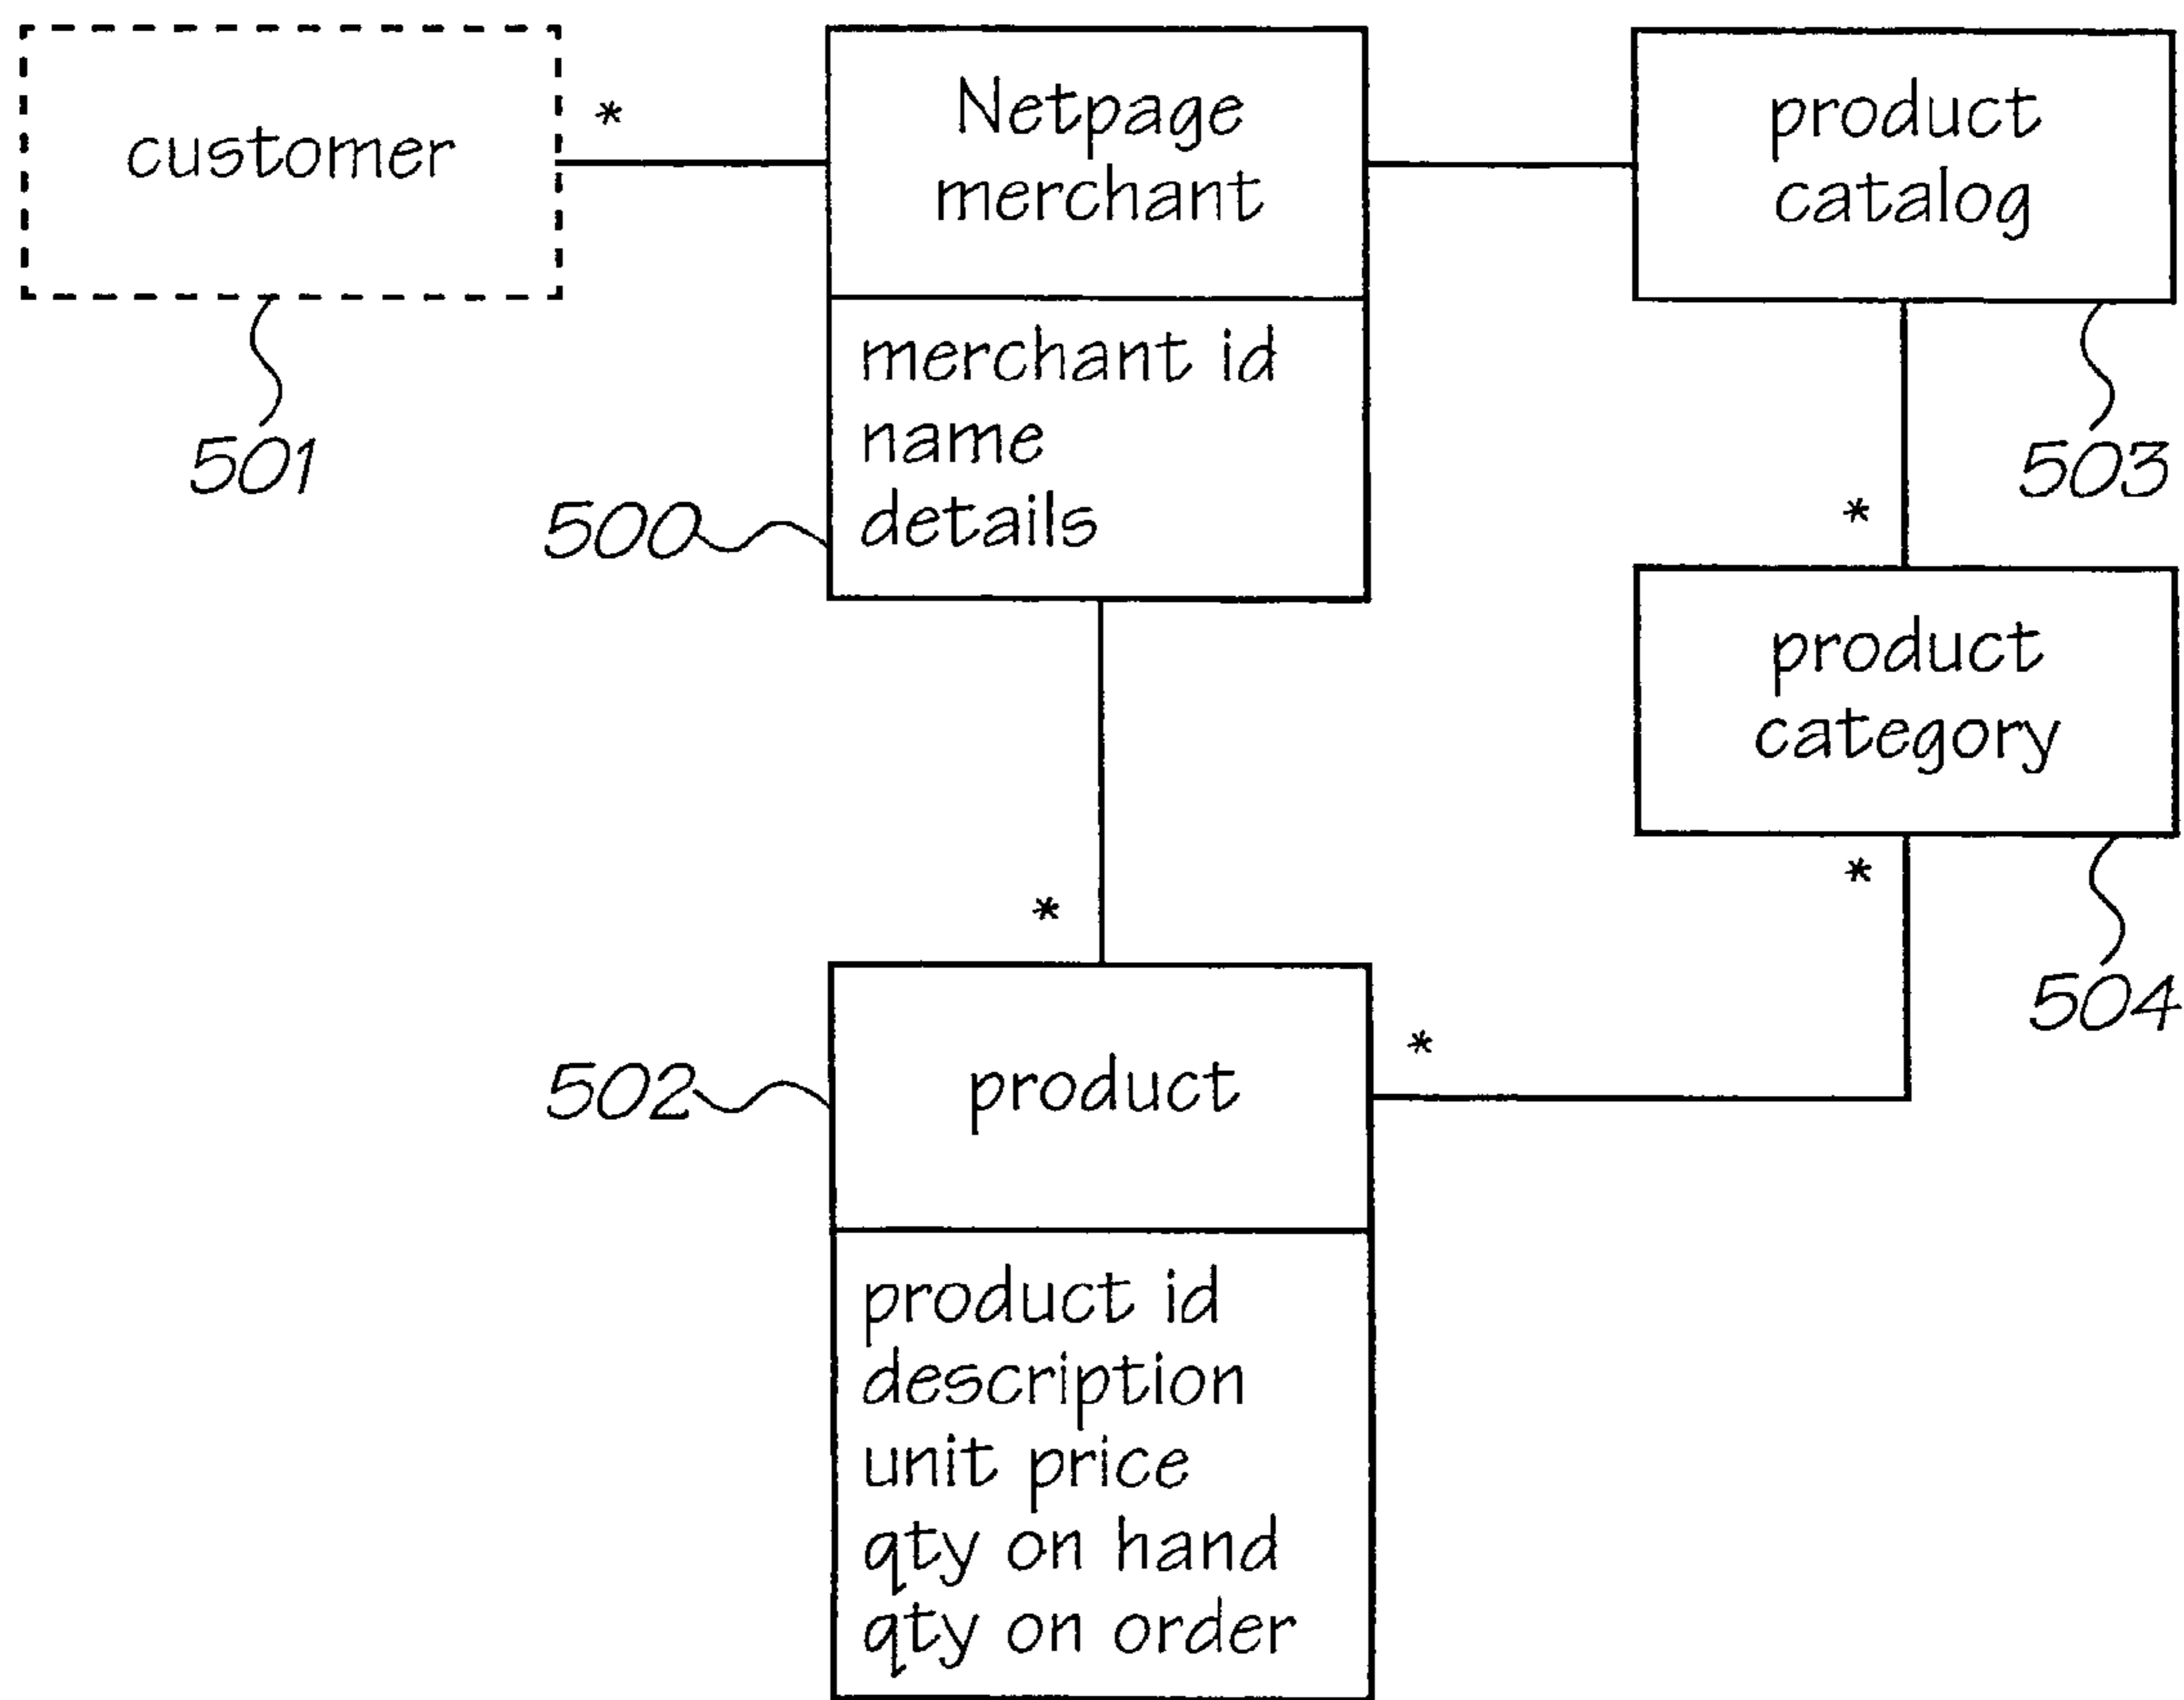 customer
*
501
Netpage
merchant
merchant id
name
details
500
product
catalog
503
*
product
category
*
504
*
product
*
502
product id
description
unit price
qty on hand
qty on order